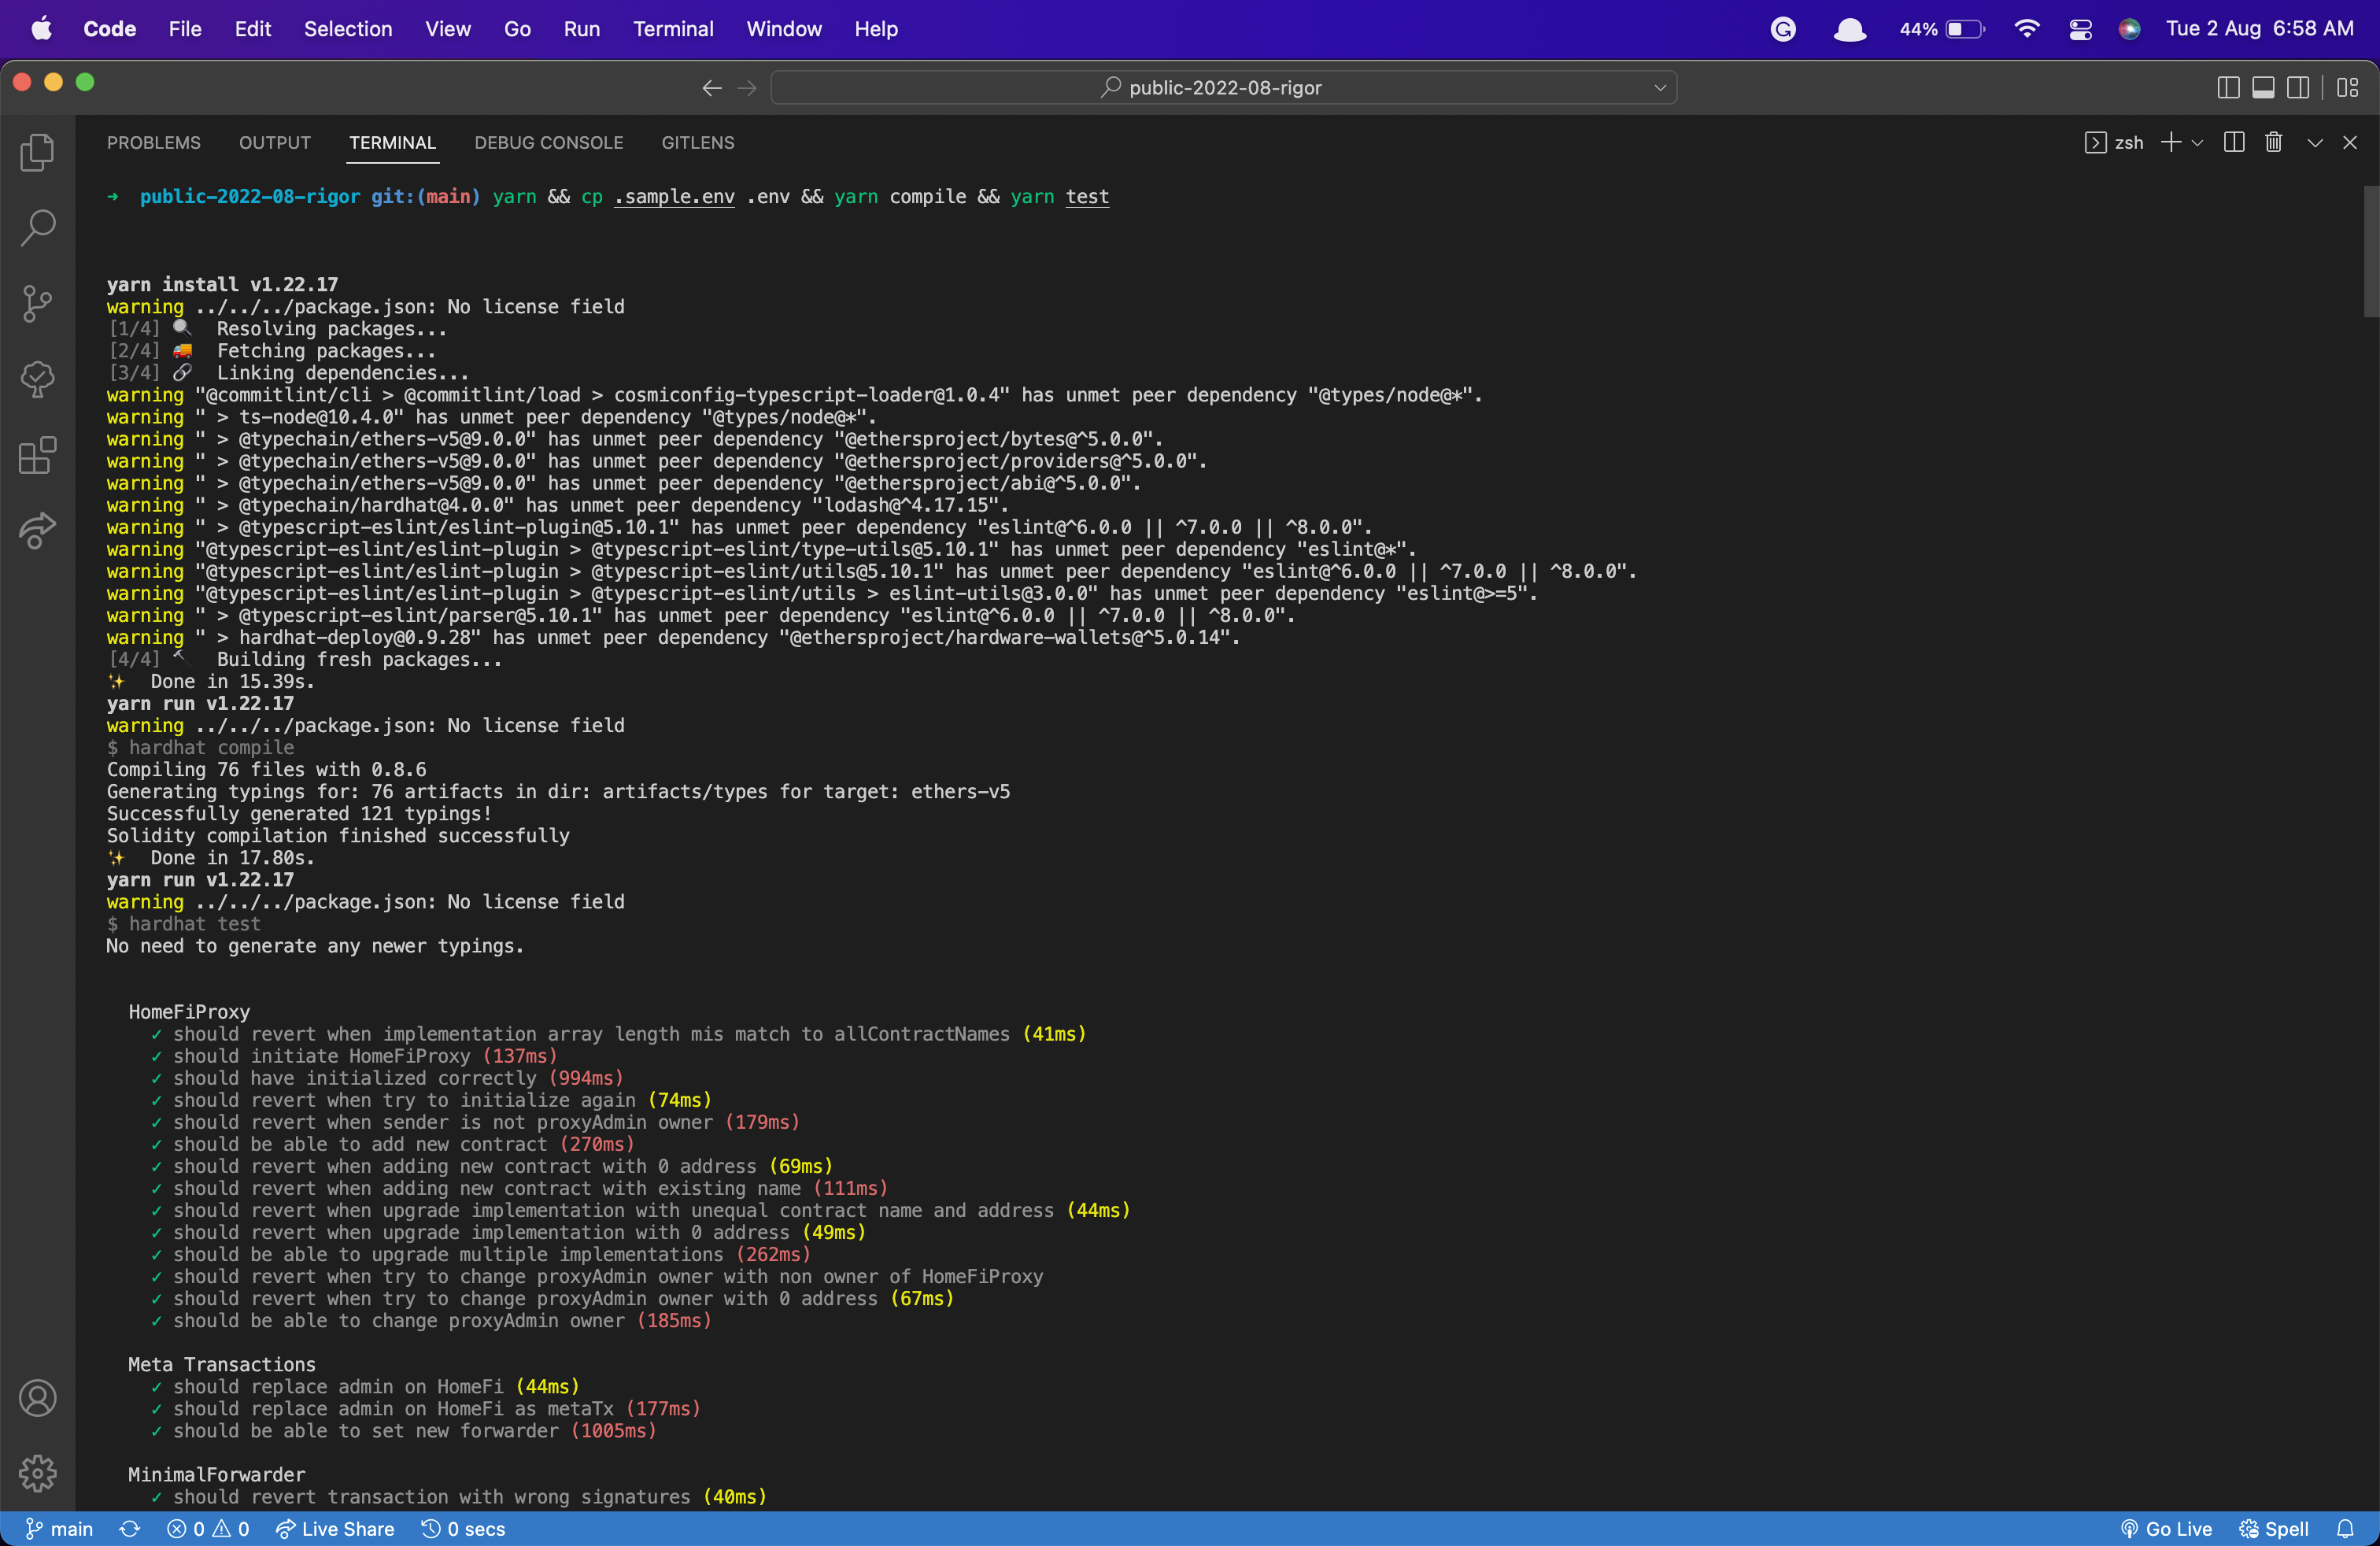 Code File Edit Selection View Go Run Terminal Window Help 44% Tue 2 Aug 6:58 AM
public-2022-08-rigor
PROBLEMS OUTPUT TERMINAL DEBUG CONSOLE GITLENS zsh
➜ public-2022-08-rigor git:(main) yarn && cp .sample.env .env && yarn compile && yarn test
yarn install v1.22.17
warning ../../../package.json: No license field
[1/4] 🔍 Resolving packages...
[2/4] 🚚 Fetching packages...
[3/4] 🔗 Linking dependencies...
warning "@commitlint/cli > @commitlint/load > cosmiconfig-typescript-loader@1.0.4" has unmet peer dependency "@types/node@*".
warning " > ts-node@10.4.0" has unmet peer dependency "@types/node@*".
warning " > @typechain/ethers-v5@9.0.0" has unmet peer dependency "@ethersproject/bytes@^5.0.0".
warning " > @typechain/ethers-v5@9.0.0" has unmet peer dependency "@ethersproject/providers@^5.0.0".
warning " > @typechain/ethers-v5@9.0.0" has unmet peer dependency "@ethersproject/abi@^5.0.0".
warning " > @typechain/hardhat@4.0.0" has unmet peer dependency "lodash@^4.17.15".
warning " > @typescript-eslint/eslint-plugin@5.10.1" has unmet peer dependency "eslint@^6.0.0 || ^7.0.0 || ^8.0.0".
warning "@typescript-eslint/eslint-plugin > @typescript-eslint/type-utils@5.10.1" has unmet peer dependency "eslint@*".
warning "@typescript-eslint/eslint-plugin > @typescript-eslint/utils@5.10.1" has unmet peer dependency "eslint@^6.0.0 || ^7.0.0 || ^8.0.0".
warning "@typescript-eslint/eslint-plugin > @typescript-eslint/utils > eslint-utils@3.0.0" has unmet peer dependency "eslint@>=5".
warning " > @typescript-eslint/parser@5.10.1" has unmet peer dependency "eslint@^6.0.0 || ^7.0.0 || ^8.0.0".
warning " > hardhat-deploy@0.9.28" has unmet peer dependency "@ethersproject/hardware-wallets@^5.0.14".
[4/4] 🔨 Building fresh packages...
✨ Done in 15.39s.
yarn run v1.22.17
warning ../../../package.json: No license field
$ hardhat compile
Compiling 76 files with 0.8.6
Generating typings for: 76 artifacts in dir: artifacts/types for target: ethers-v5
Successfully generated 121 typings!
Solidity compilation finished successfully
✨ Done in 17.80s.
yarn run v1.22.17
warning ../../../package.json: No license field
$ hardhat test
No need to generate any newer typings.
HomeFiProxy
✓ should revert when implementation array length mis match to allContractNames (41ms)
✓ should initiate HomeFiProxy (137ms)
✓ should have initialized correctly (994ms)
✓ should revert when try to initialize again (74ms)
✓ should revert when sender is not proxyAdmin owner (179ms)
✓ should be able to add new contract (270ms)
✓ should revert when adding new contract with 0 address (69ms)
✓ should revert when adding new contract with existing name (111ms)
✓ should revert when upgrade implementation with unequal contract name and address (44ms)
✓ should revert when upgrade implementation with 0 address (49ms)
✓ should be able to upgrade multiple implementations (262ms)
✓ should revert when try to change proxyAdmin owner with non owner of HomeFiProxy
✓ should revert when try to change proxyAdmin owner with 0 address (67ms)
✓ should be able to change proxyAdmin owner (185ms)
Meta Transactions
✓ should replace admin on HomeFi (44ms)
✓ should replace admin on HomeFi as metaTx (177ms)
✓ should be able to set new forwarder (1005ms)
MinimalForwarder
✓ should revert transaction with wrong signatures (40ms)
main 0 0 Live Share 0 secs Go Live Spell